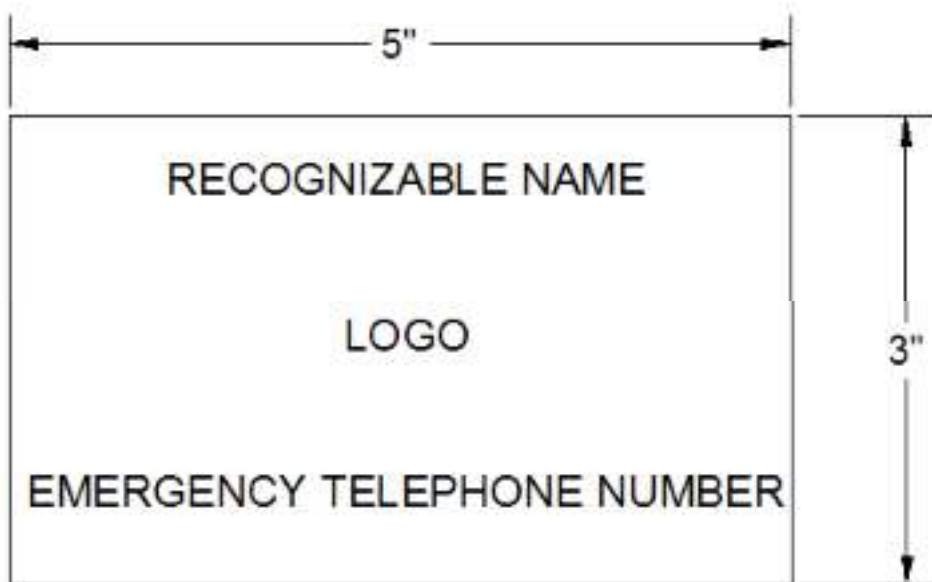 5"
RECOGNIZABLE NAME
LOGO
3"
EMERGENCY TELEPHONE NUMBER